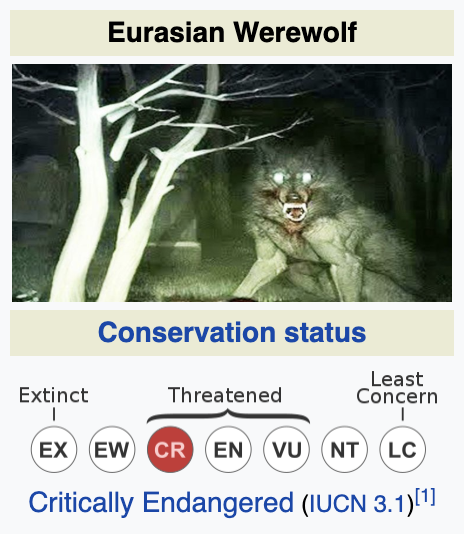 Eurasian Werewolf
Conservation status
Extinct
Threatened
Least
Concern
EX EW CR EN VU NT LC
Critically Endangered (IUCN 3.1)[1]